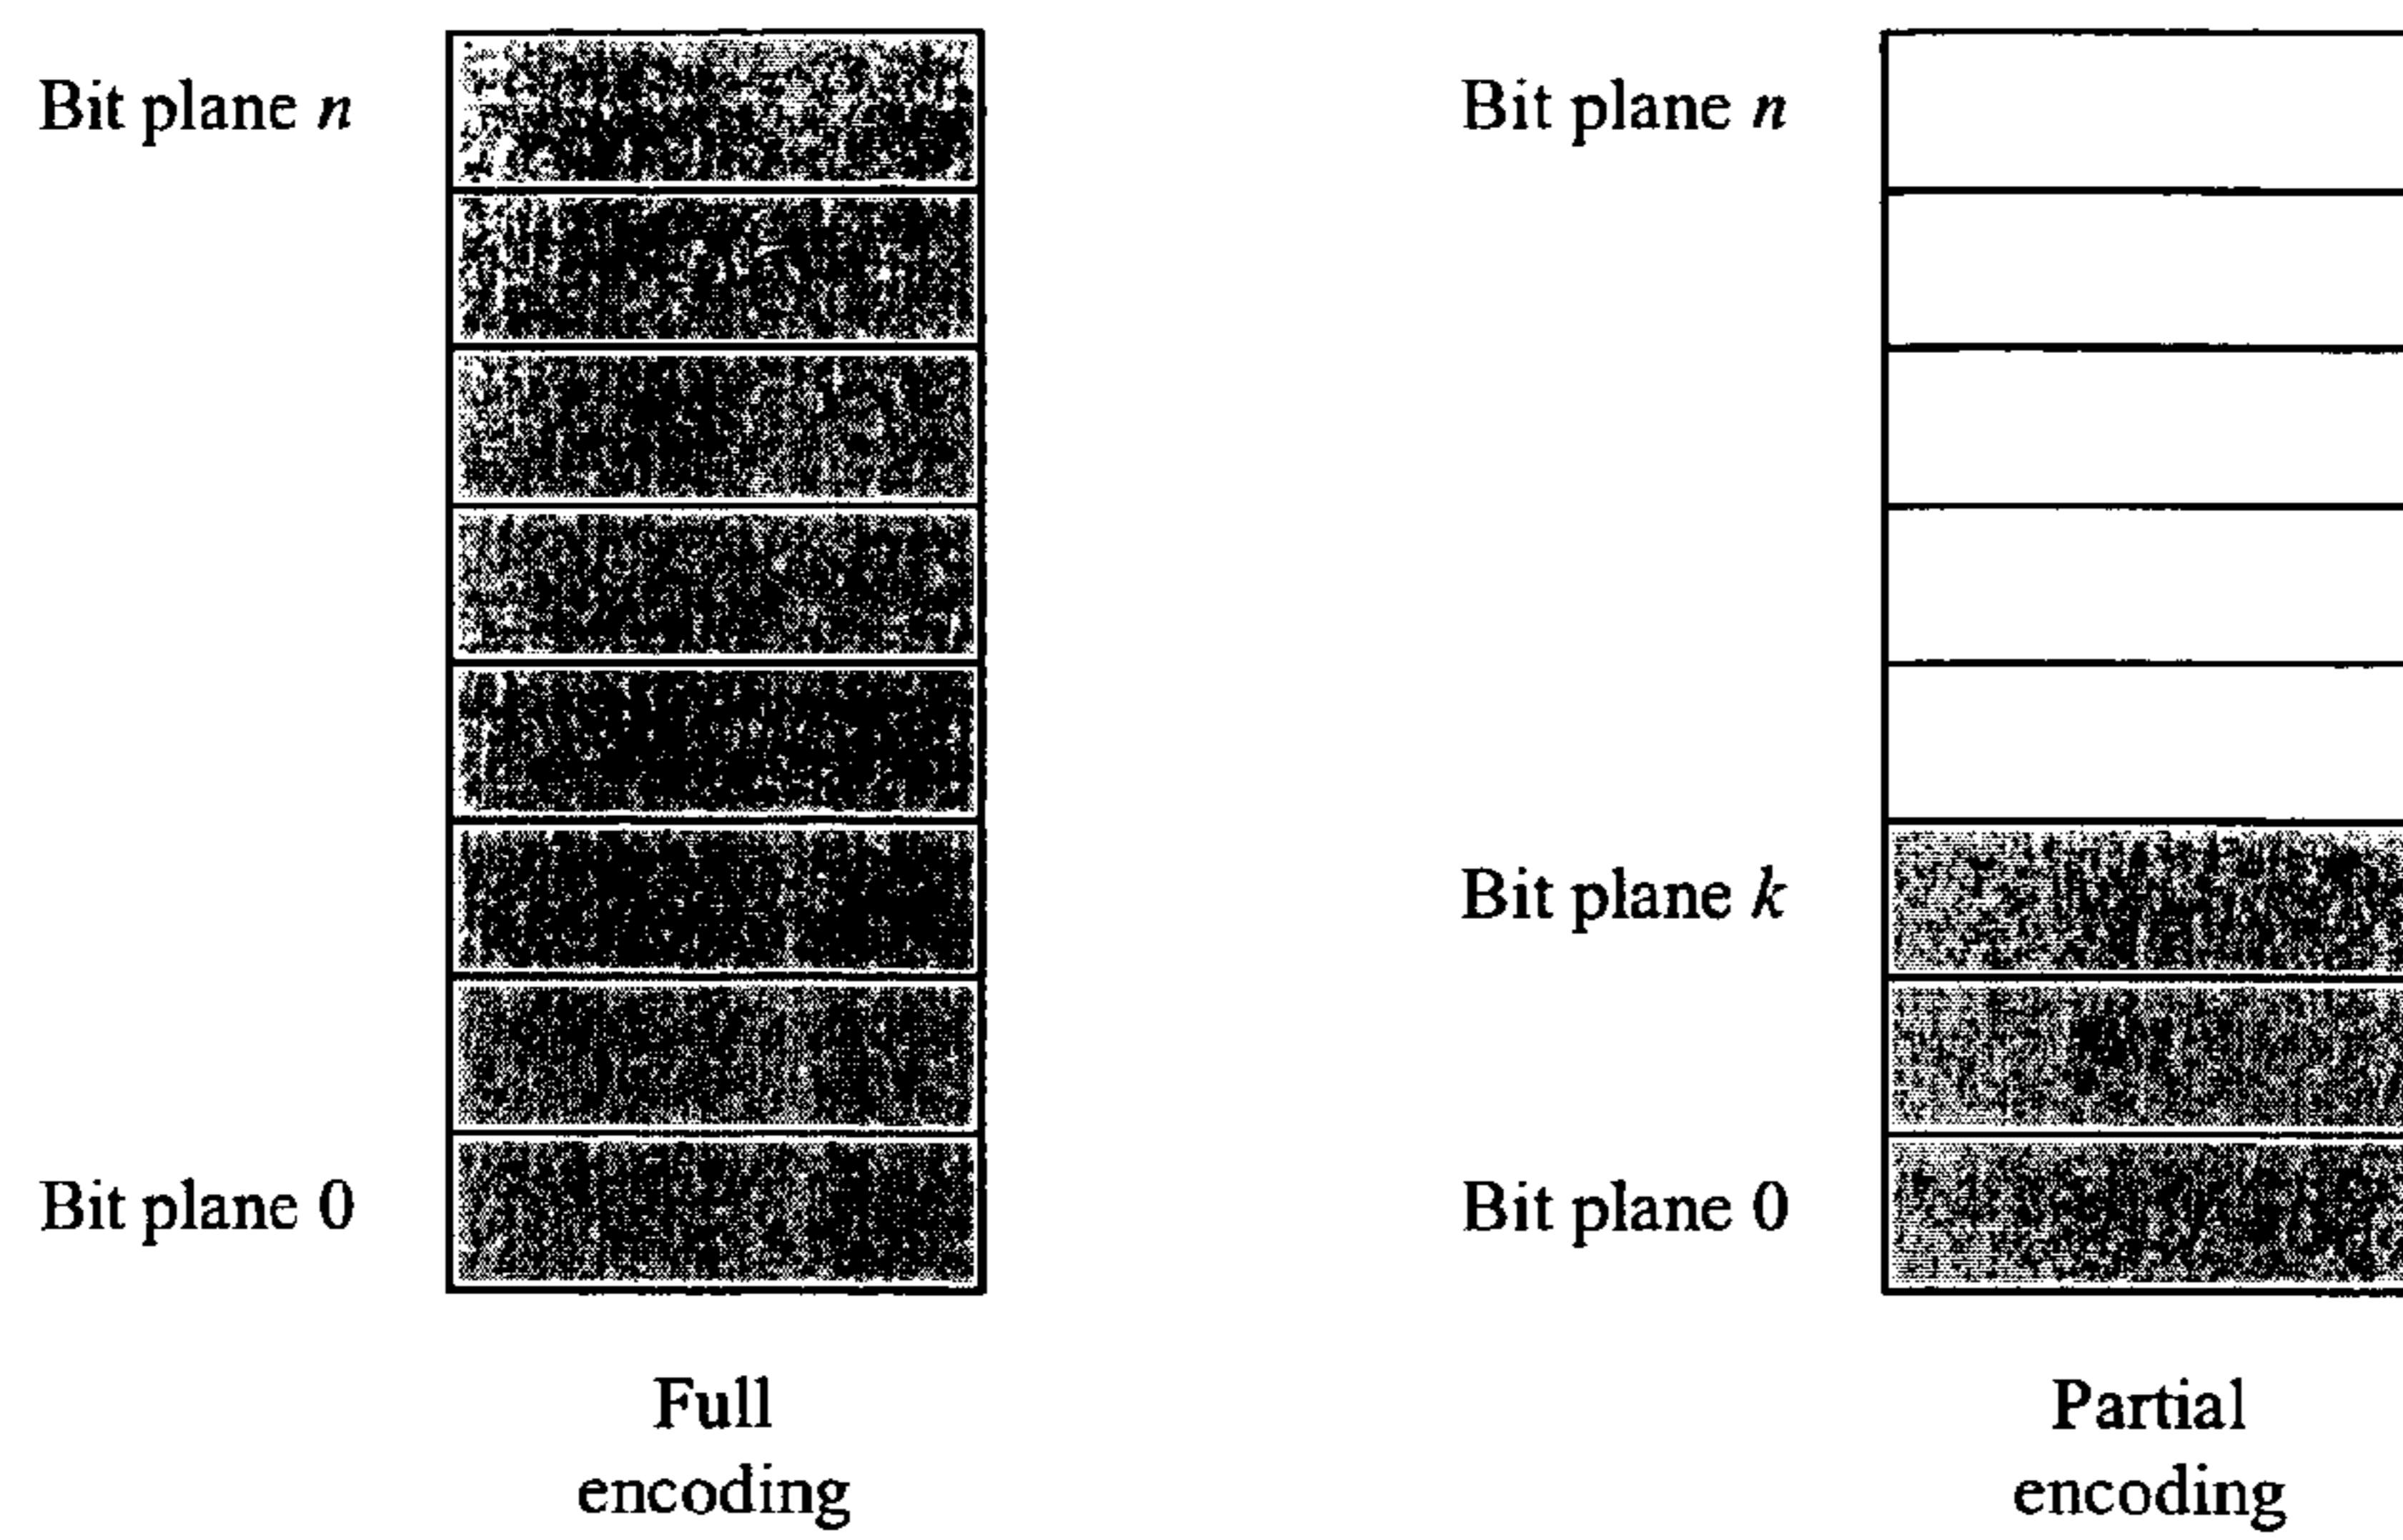 Bit plane n
Bit plane 0
Full
encoding
Bit plane n
Bit plane k
Bit plane 0
Partial
encoding